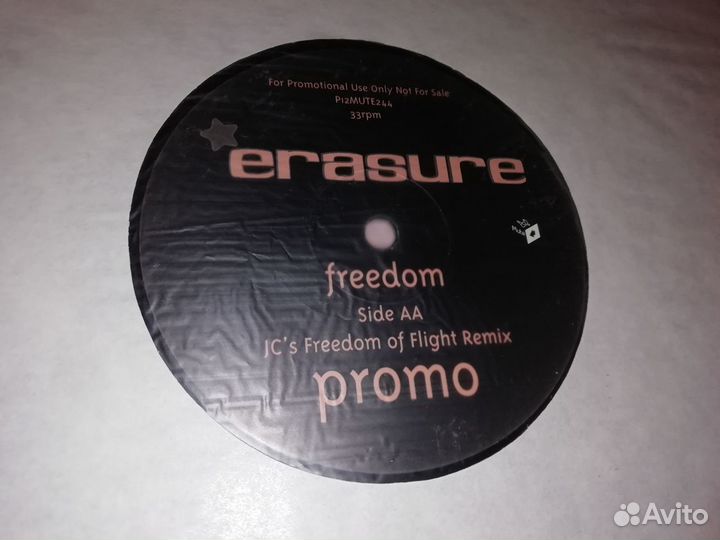 For Promotional Use Only Not For Sale
P12MUTE244
33rpm
erasure
Mute
freedom
Side AA
JC's Freedom of Flight Remix
promo
Avito